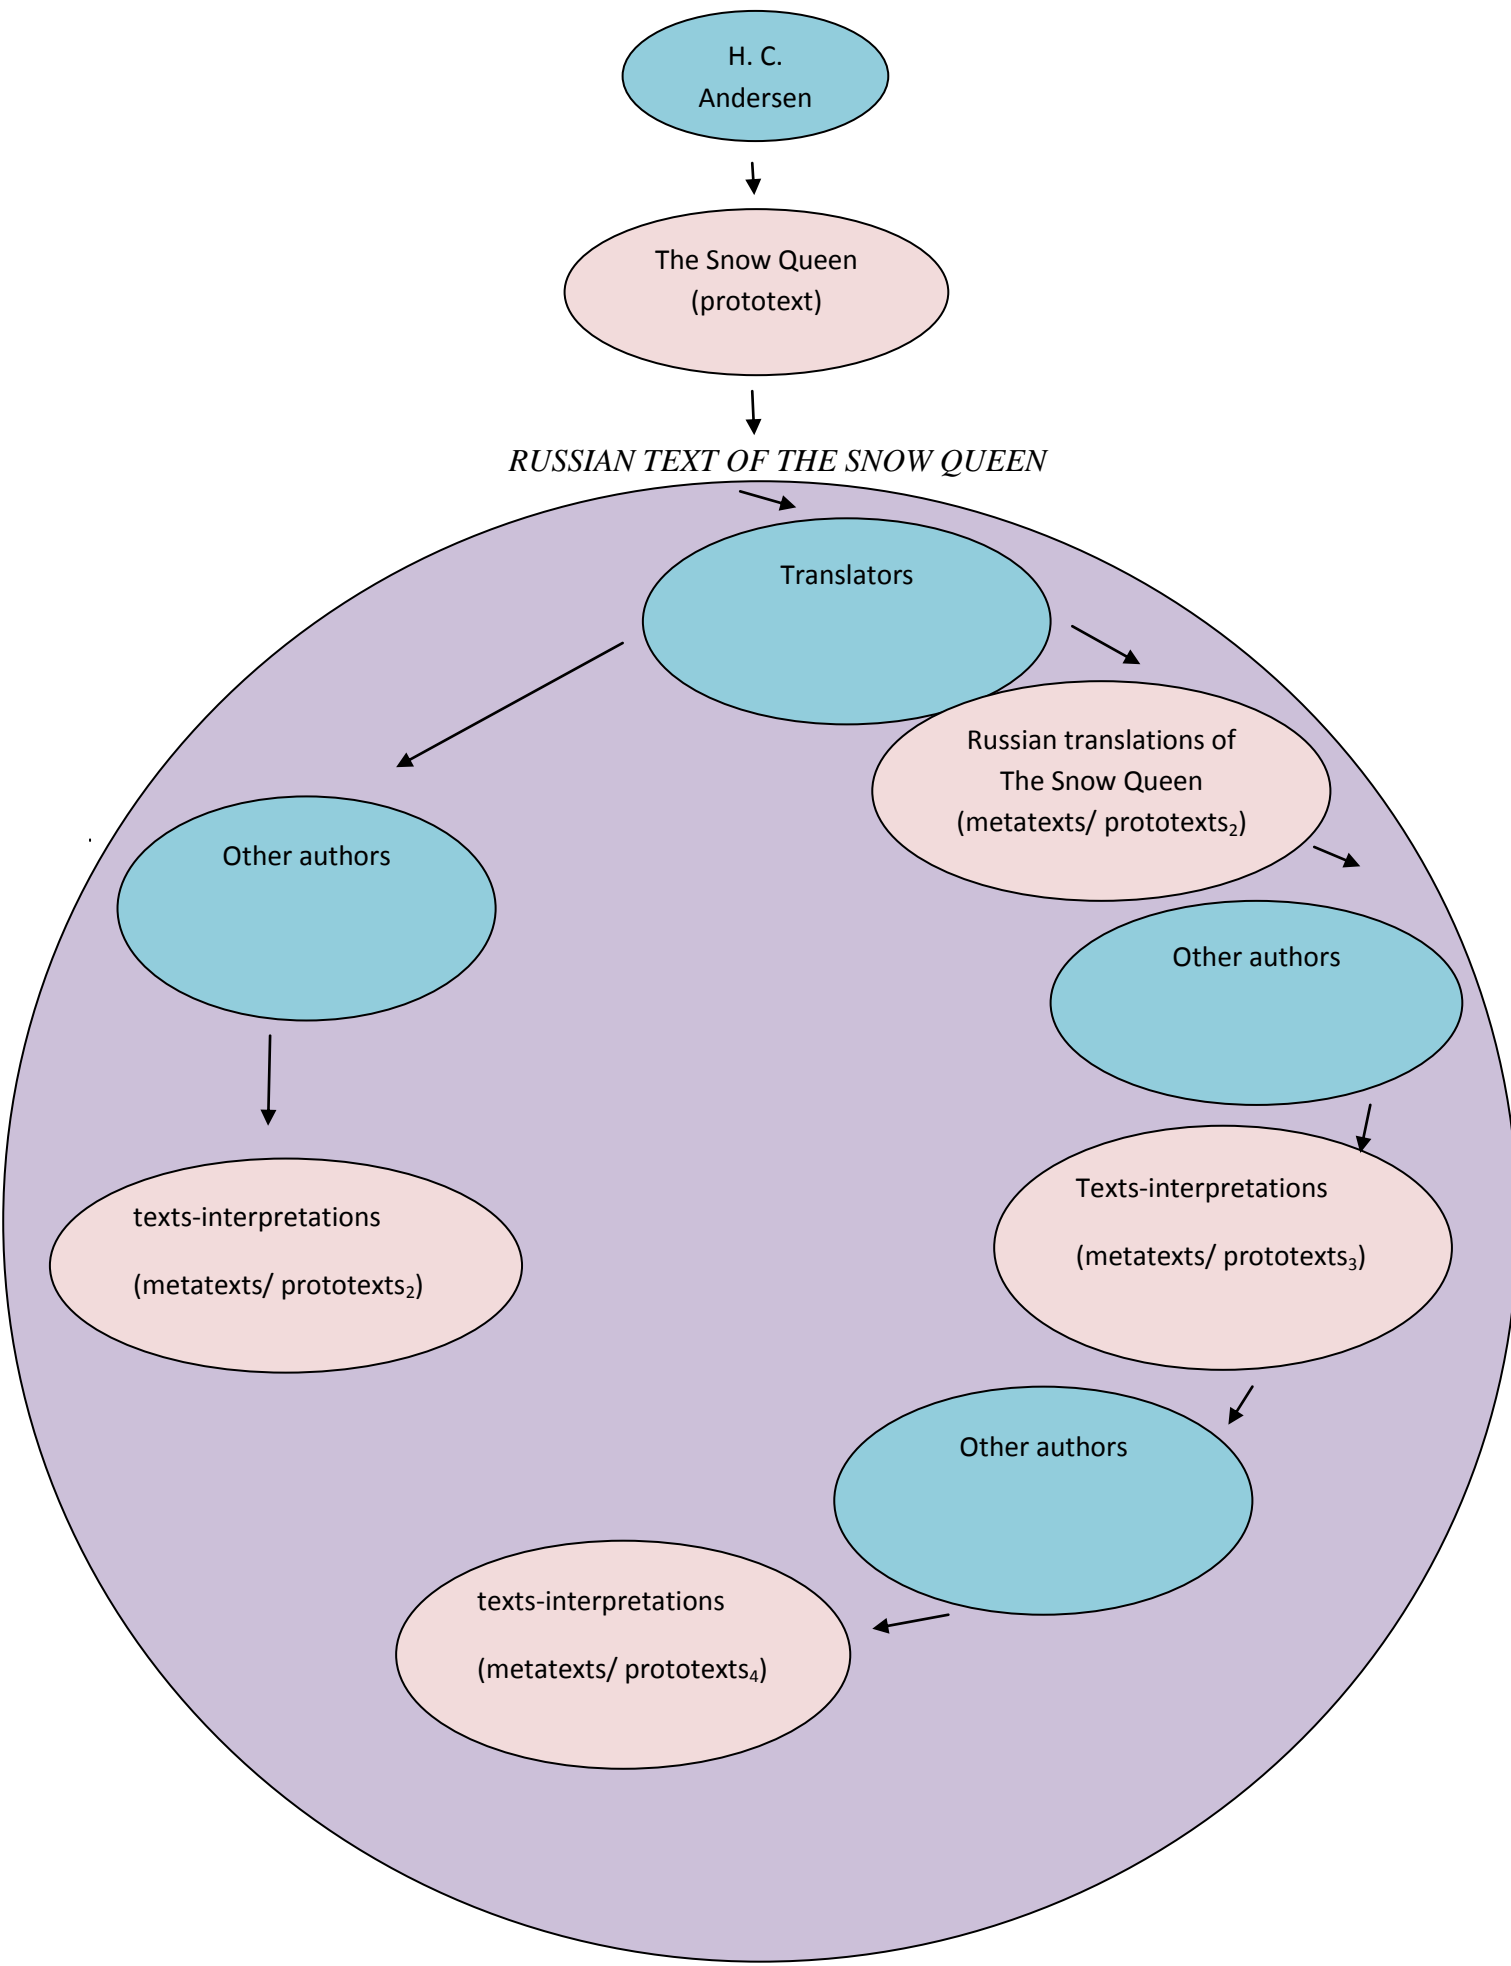 H. C.
Andersen
The Snow Queen
(prototext)
RUSSIAN TEXT OF THE SNOW QUEEN
Translators
Russian translations of
The Snow Queen
(metatexts/ prototexts₂)
Other authors
Other authors
texts-interpretations
(metatexts/ prototexts₂)
Texts-interpretations
(metatexts/ prototexts₃)
Other authors
texts-interpretations
(metatexts/ prototexts₄)